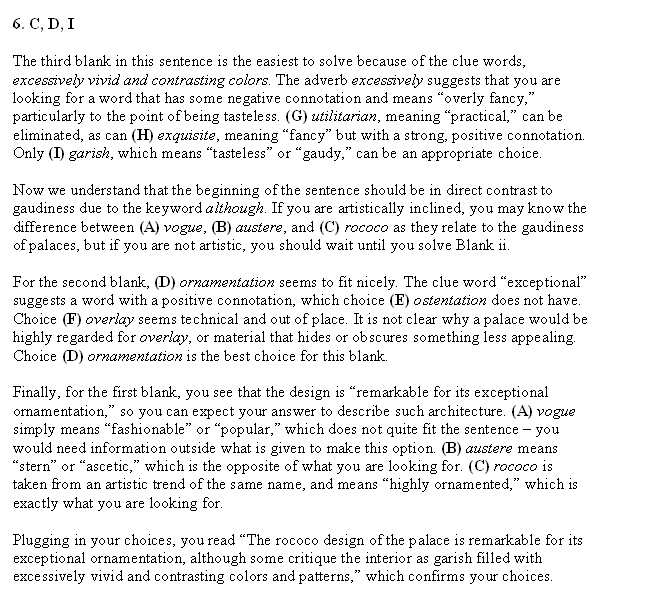 6. C, D, I
The third blank in this sentence is the easiest to solve because of the clue words,
excessively vivid and contrasting colors. The adverb excessively suggests that you are
looking for a word that has some negative connotation and means “overly fancy,”
particularly to the point of being tasteless. (G) utilitarian, meaning “practical,” can be
eliminated, as can (H) exquisite, meaning “fancy” but with a strong, positive connotation.
Only (I) garish, which means “tasteless” or “gaudy,” can be an appropriate choice.
Now we understand that the beginning of the sentence should be in direct contrast to
gaudiness due to the keyword although. If you are artistically inclined, you may know the
difference between (A) vogue, (B) austere, and (C) rococo as they relate to the gaudiness
of palaces, but if you are not artistic, you should wait until you solve Blank ii.
For the second blank, (D) ornamentation seems to fit nicely. The clue word “exceptional”
suggests a word with a positive connotation, which choice (E) ostentation does not have.
Choice (F) overlay seems technical and out of place. It is not clear why a palace would be
highly regarded for overlay, or material that hides or obscures something less appealing.
Choice (D) ornamentation is the best choice for this blank.
Finally, for the first blank, you see that the design is “remarkable for its exceptional
ornamentation,” so you can expect your answer to describe such architecture. (A) vogue
simply means “fashionable” or “popular,” which does not quite fit the sentence – you
would need information outside what is given to make this option. (B) austere means
“stern” or “ascetic,” which is the opposite of what you are looking for. (C) rococo is
taken from an artistic trend of the same name, and means “highly ornamented,” which is
exactly what you are looking for.
Plugging in your choices, you read “The rococo design of the palace is remarkable for its
exceptional ornamentation, although some critique the interior as garish filled with
excessively vivid and contrasting colors and patterns,” which confirms your choices.